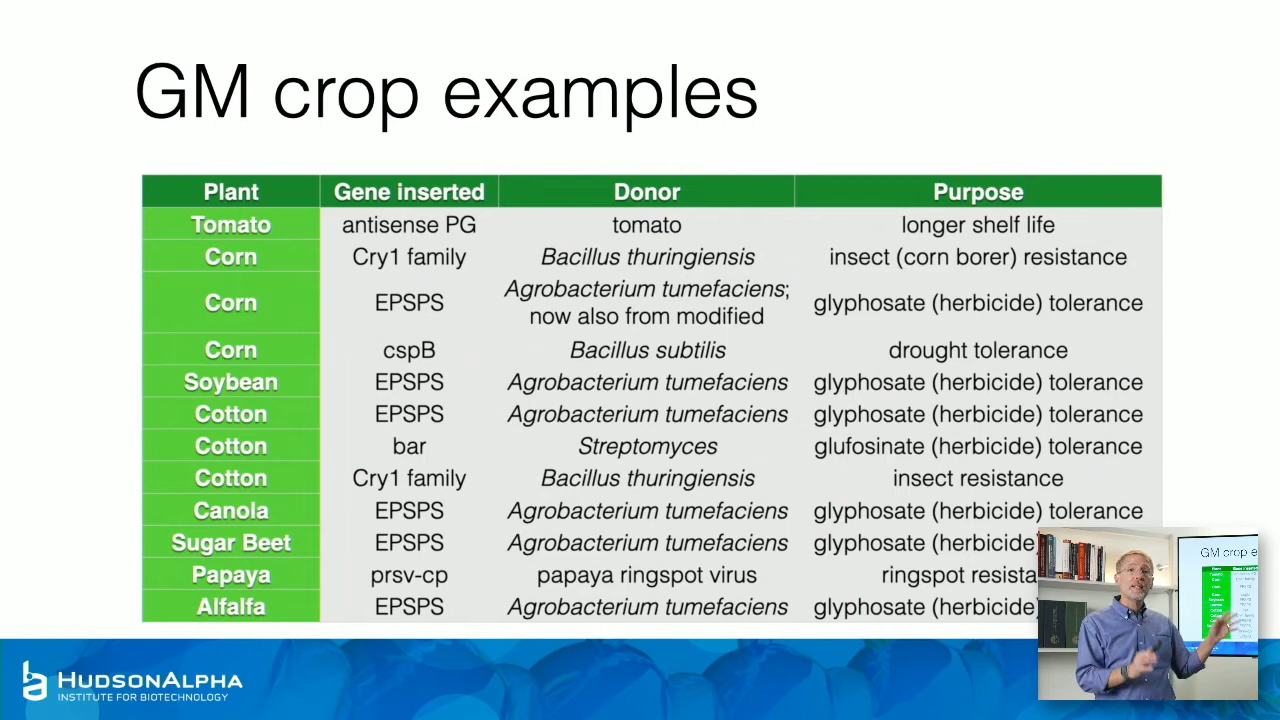 GM crop examples
Plant Gene inserted Donor Purpose
Tomato antisense PG tomato longer shelf life
Corn Cry1 family Bacillus thuringiensis insect (corn borer) resistance
Corn EPSPS Agrobacterium tumefaciens; now also from modified glyphosate (herbicide) tolerance
Corn cspB Bacillus subtilis drought tolerance
Soybean EPSPS Agrobacterium tumefaciens glyphosate (herbicide) tolerance
Cotton EPSPS Agrobacterium tumefaciens glyphosate (herbicide) tolerance
Cotton bar Streptomyces glufosinate (herbicide) tolerance
Cotton Cry1 family Bacillus thuringiensis insect resistance
Canola EPSPS Agrobacterium tumefaciens glyphosate (herbicide) tolerance
Sugar Beet EPSPS Agrobacterium tumefaciens glyphosate (herbicide)
Papaya prsv-cp papaya ringspot virus ringspot resista
Alfalfa EPSPS Agrobacterium tumefaciens glyphosate (herbicide)
HUDSONALPHA
INSTITUTE FOR BIOTECHNOLOGY
GM crop e